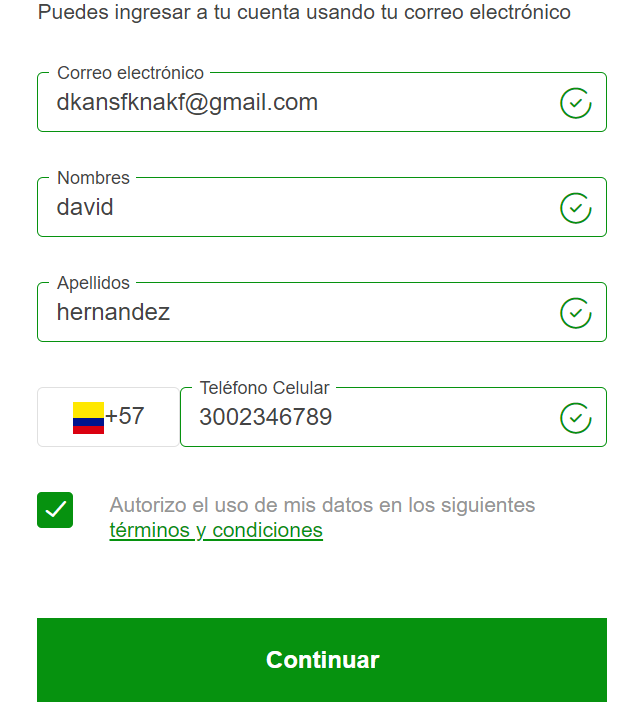 Puedes ingresar a tu cuenta usando tu correo electrónico
Correo electrónico
dkansfknakf@gmail.com
Nombres
david
Apellidos
hernandez
Teléfono Celular
+57 3002346789
Autorizo el uso de mis datos en los siguientes
términos y condiciones
Continuar